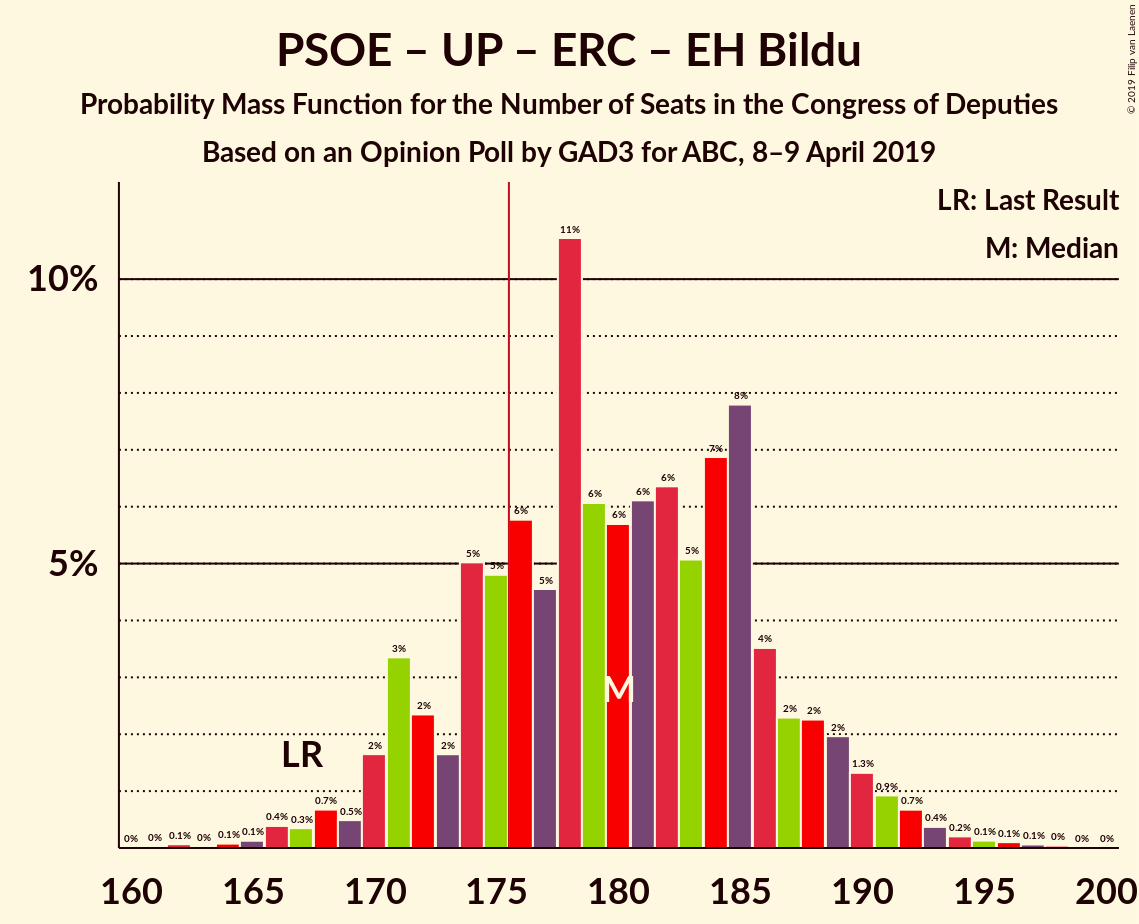 PSOE – UP – ERC – EH Bildu
Probability Mass Function for the Number of Seats in the Congress of Deputies
Based on an Opinion Poll by GAD3 for ABC, 8–9 April 2019
© 2019 Filip van Laenen
LR: Last Result
M: Median
10%
5%
0% 0% 0.1% 0% 0.1% 0.1% 0.4% 0.3% 0.7% 0.5% 2% 3% 2% 2% 5% 5% 6% 5% 11% 6% 6% 6% 6% 5% 7% 8% 4% 2% 2% 2% 1.3% 0.9% 0.7% 0.4% 0.2% 0.1% 0.1% 0.1% 0% 0% 0%
LR
M
160 165 170 175 180 185 190 195 200